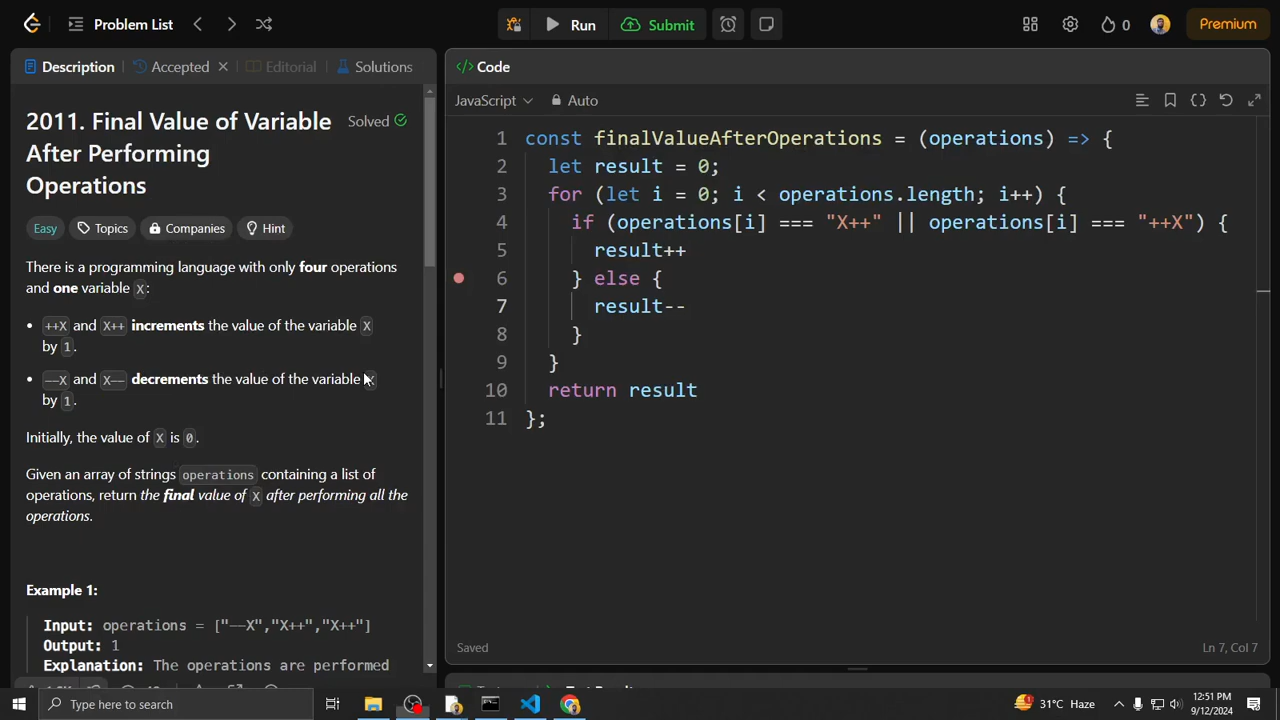 Problem List
Run
Submit
0
Premium
Description
Accepted
Editorial
Solutions
2011. Final Value of Variable
After Performing
Operations
Solved
Easy
Topics
Companies
Hint
There is a programming language with only four operations
and one variable X:
• ++X and X++ increments the value of the variable X
by 1.
• --X and X-- decrements the value of the variable X
by 1.
Initially, the value of X is 0.
Given an array of strings operations containing a list of
operations, return the final value of X after performing all the
operations.
Example 1:
Input: operations = ["--X","X++","X++"]
Output: 1
Explanation: The operations are performed
</> Code
JavaScript
Auto
1 const finalValueAfterOperations = (operations) => {
2 let result = 0;
3 for (let i = 0; i < operations.length; i++) {
4 if (operations[i] === "X++" || operations[i] === "++X") {
5 result++
6 } else {
7 result--
8 }
9 }
10 return result
11 };
Saved
Ln 7, Col 7
Type here to search
1
31°C Haze
12:51 PM
9/12/2024